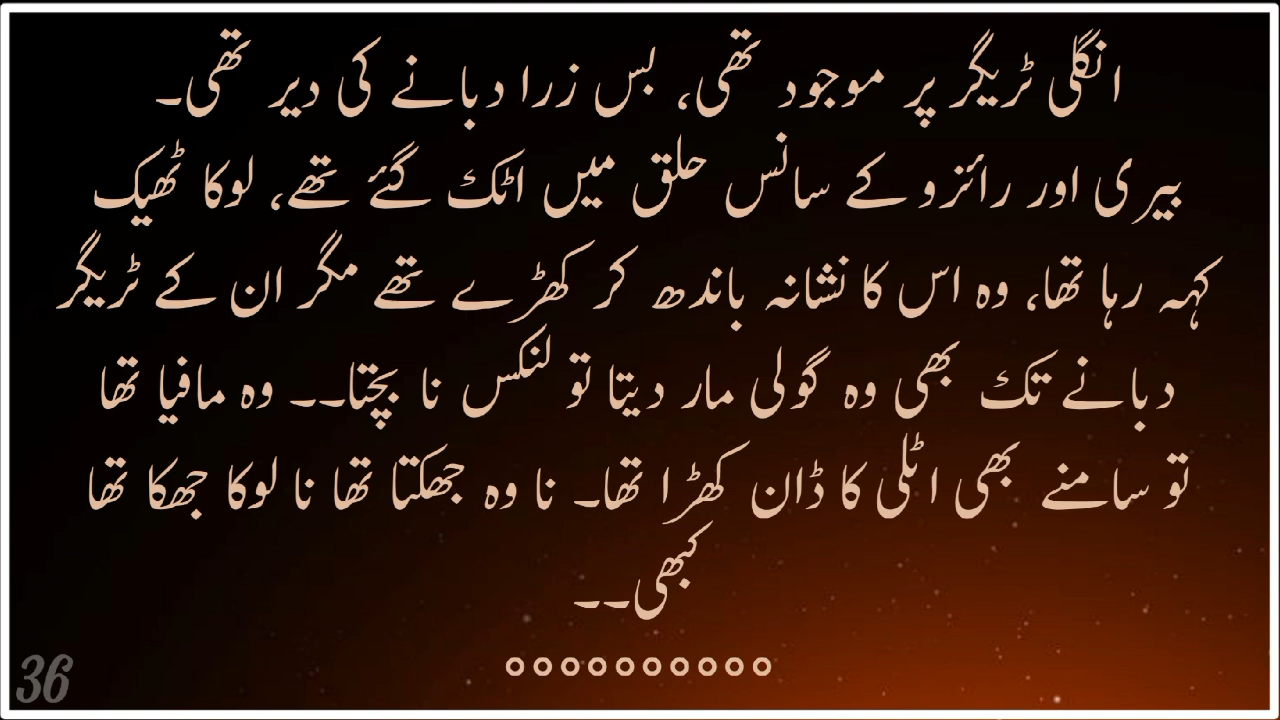 انگلی ٹریگر پر موجود تھی، بس زرا دبانے کی دیر تھی۔
بیری اور رائزو کے سانس حلق میں اٹک گئے تھے، لوکا ٹھیک
کہہ رہا تھا، وہ اس کا نشانہ باندھ کر کھڑے تھے مگر ان کے ٹریگر
دبانے تک بھی وہ گولی مار دیتا تو لنکس نا بچتا۔۔ وہ مافیا تھا
تو سامنے بھی اٹلی کا ڈان کھڑا تھا۔ نا وہ جھکتا تھا نا لوکا جھکا تھا
کبھی۔۔
○○○○○○○○○○
36